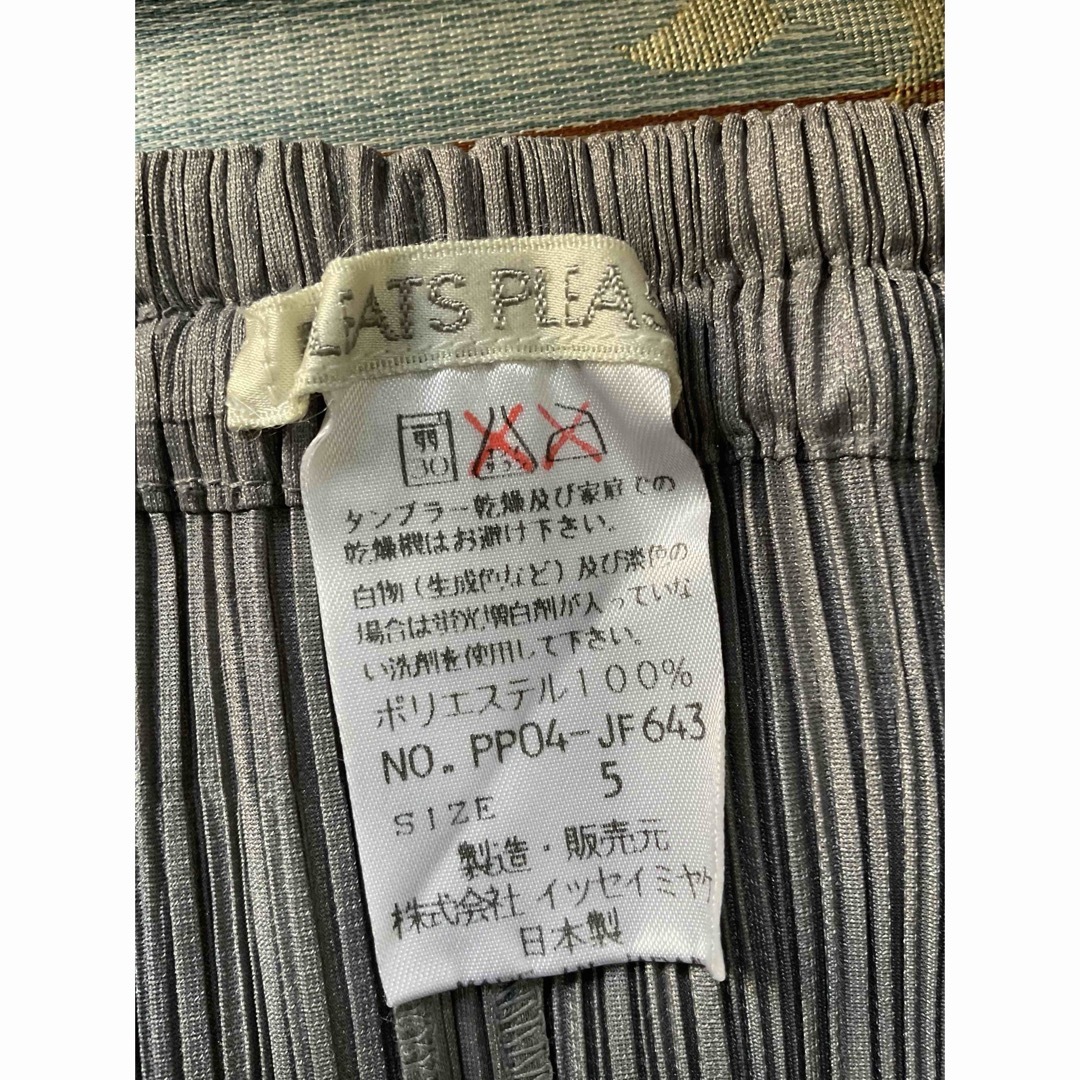 LEATS PLEAS
弱
30
タンブラー乾燥及び家庭での
乾燥機はお避け下さい。
白物(生成色など)及び淡色の
場合は蛍光増白剤が入っていな
い洗剤を使用して下さい。
ポリエステル100%
NO. PP04-JF643
5
SIZE
製造・販売元
株式会社イッセイミヤケ
日本製